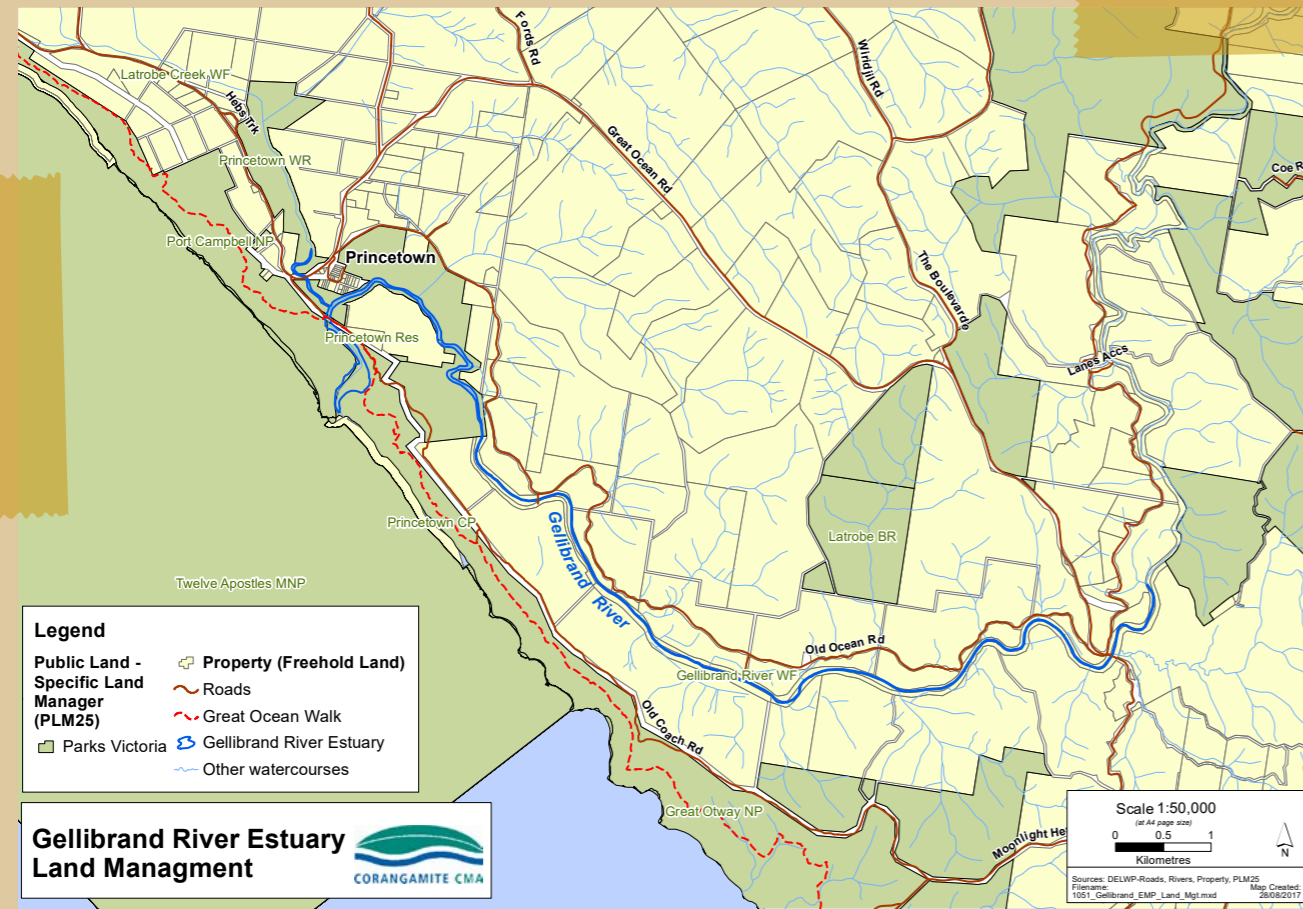 Fords Rd
Wiridjil Rd
Latrobe Creek WF
Hebs Trk
Great Ocean Rd
Princetown WR
Coe R
Port Campbell NP
Princetown
The Boulevarde
Princetown Res
Lanes Accs
Princetown CP
Gellibrand River
Latrobe BR
Twelve Apostles MNP
Old Ocean Rd
Gellibrand River WF
Old Coach Rd
Great Otway NP
Moonlight He
Legend
Public Land -
Specific Land
Manager
(PLM25)
Parks Victoria
Property (Freehold Land)
Roads
Great Ocean Walk
Gellibrand River Estuary
Other watercourses
Gellibrand River Estuary
Land Managment
CORANGAMITE CMA
Scale 1:50,000
(at A4 page size)
0 0.5 1
Kilometres
N
Sources: DELWP-Roads, Rivers, Property, PLM25
Filename: Map Created:
1051_Gellibrand_EMP_Land_Mgt.mxd 28/08/2017